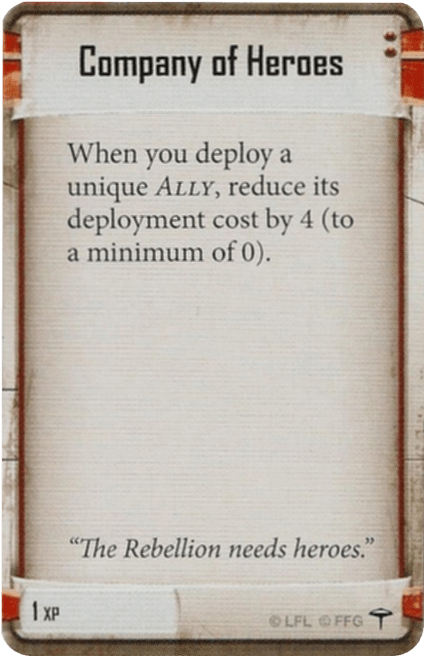 Company of Heroes
When you deploy a
unique ALLY, reduce its
deployment cost by 4 (to
a minimum of 0).
“The Rebellion needs heroes.”
1 XP
© LFL © FFG